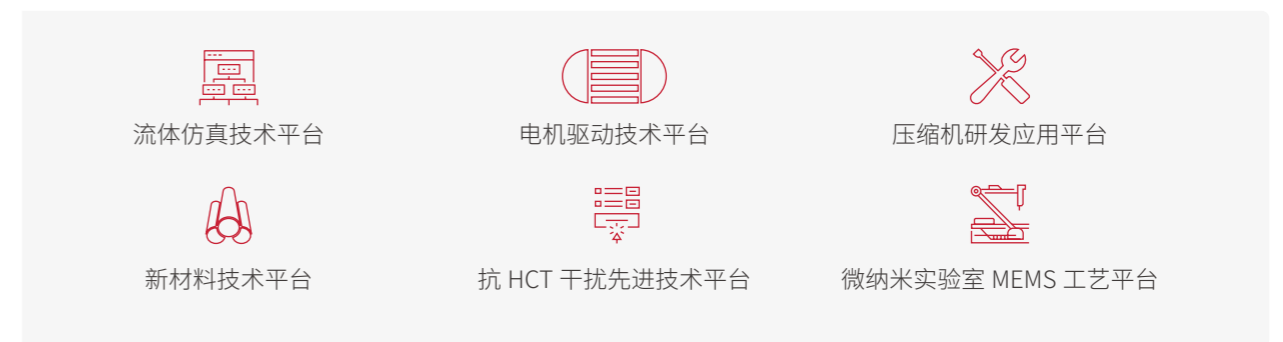 流体仿真技术平台
电机驱动技术平台
压缩机研发应用平台
新材料技术平台
抗 HCT 干扰先进技术平台
微纳米实验室 MEMS 工艺平台